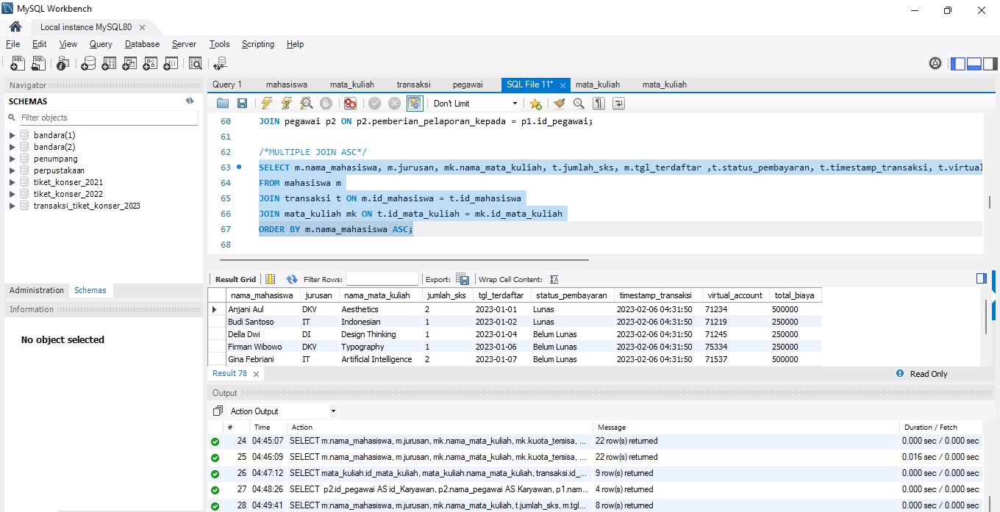 MySQL Workbench
Local instance MySQL80
File Edit View Query Database Server Tools Scripting Help
Navigator
SCHEMAS
Filter objects
bandara(1)
bandara(2)
penumpang
perpustakaan
tiket_konser_2021
tiket_konser_2022
transaksi_tiket_konser_2023
Administration Schemas
Information
No object selected
Query 1 mahasiswa mata_kuliah transaksi pegawai SQL File 11* mata_kuliah mata_kuliah
Don't Limit
60 JOIN pegawai p2 ON p2.pemberian_pelaporan_kepada = p1.id_pegawai;
61
62 /*MULTIPLE JOIN ASC*/
63 SELECT m.nama_mahasiswa, m.jurusan, mk.nama_mata_kuliah, t.jumlah_sks, m.tgl_terdaftar ,t.status_pembayaran, t.timestamp_transaksi, t.virtual
64 FROM mahasiswa m
65 JOIN transaksi t ON m.id_mahasiswa = t.id_mahasiswa
66 JOIN mata_kuliah mk ON t.id_mata_kuliah = mk.id_mata_kuliah
67 ORDER BY m.nama_mahasiswa ASC;
68
Result Grid Filter Rows: Export: Wrap Cell Content:
nama_mahasiswa jurusan nama_mata_kuliah jumlah_sks tgl_terdaftar status_pembayaran timestamp_transaksi virtual_account total_biaya
Anjani Aul DKV Aesthetics 2 2023-01-01 Lunas 2023-02-06 04:31:50 71234 500000
Budi Santoso IT Indonesian 1 2023-01-02 Lunas 2023-02-06 04:31:50 71219 250000
Della Dwi DI Design Thinking 1 2023-01-04 Belum Lunas 2023-02-06 04:31:50 71245 250000
Firman Wibowo DKV Typography 1 2023-01-06 Belum Lunas 2023-02-06 04:31:50 75334 250000
Gina Febriani IT Artificial Intelligence 2 2023-01-07 Belum Lunas 2023-02-06 04:31:50 71537 500000
Result 78 Read Only
Output
Action Output
# Time Action Message Duration / Fetch
24 04:45:07 SELECT m.nama_mahasiswa, m.jurusan, mk.nama_mata_kuliah, mk.kuota_tersisa, ... 22 row(s) returned 0.000 sec / 0.000 sec
25 04:46:09 SELECT m.nama_mahasiswa, m.jurusan, mk.nama_mata_kuliah, mk.kuota_tersisa, ... 22 row(s) returned 0.016 sec / 0.000 sec
26 04:47:12 SELECT mata_kuliah.id_mata_kuliah, mata_kuliah.nama_mata_kuliah, transaksi.id_... 9 row(s) returned 0.000 sec / 0.000 sec
27 04:48:26 SELECT p2.id_pegawai AS id_Karyawan, p2.nama_pegawai AS Karyawan, p1.nam... 4 row(s) returned 0.000 sec / 0.000 sec
28 04:49:41 SELECT m.nama_mahasiswa, m.jurusan, mk.nama_mata_kuliah, t.jumlah_sks, m.tgl... 8 row(s) returned 0.000 sec / 0.000 sec